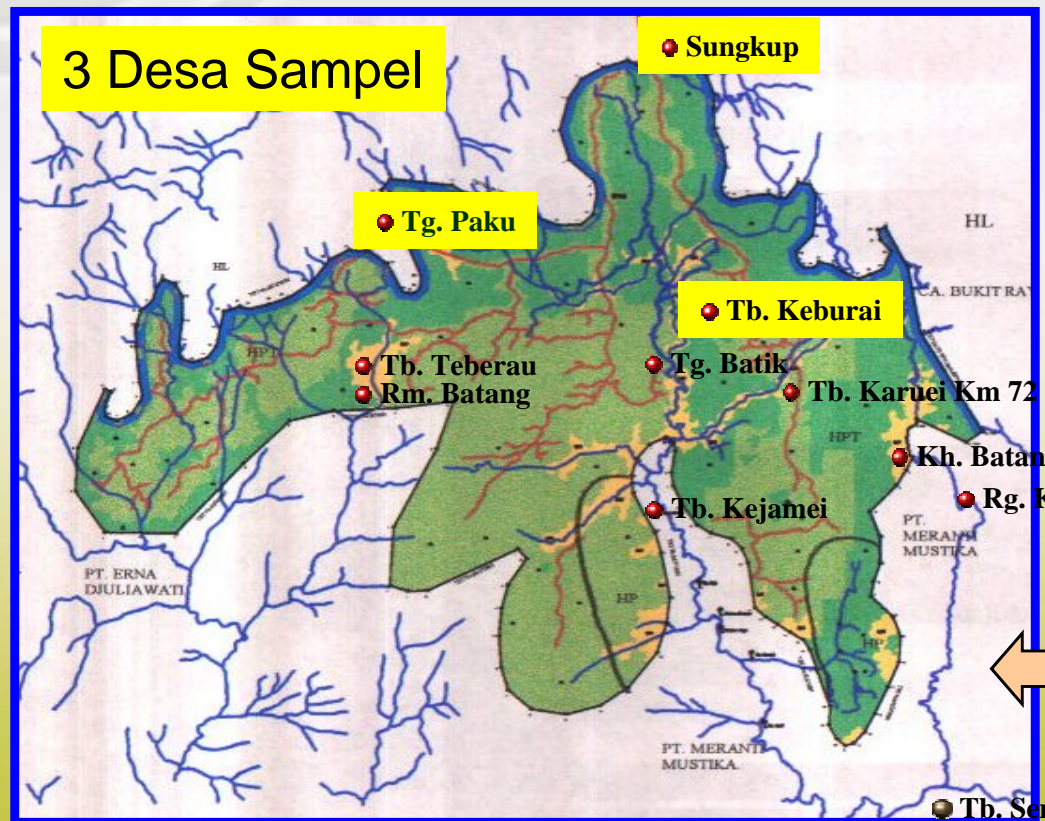 3 Desa Sampel
Sungkup
Tg. Paku
HL
HL
CA. BUKIT RAY
Tb. Keburai
HPT
Tb. Teberau
Tg. Batik
Rm. Batang
Tb. Karuei Km 72
HPT
Kh. Batan
Rg. K
Tb. Kejamei
PT.
MERANTI
MUSTIKA
PT. ERNA
DJULIAWATI
HP
HP
PT. MERANTI
MUSTIKA.
Tb. Sen